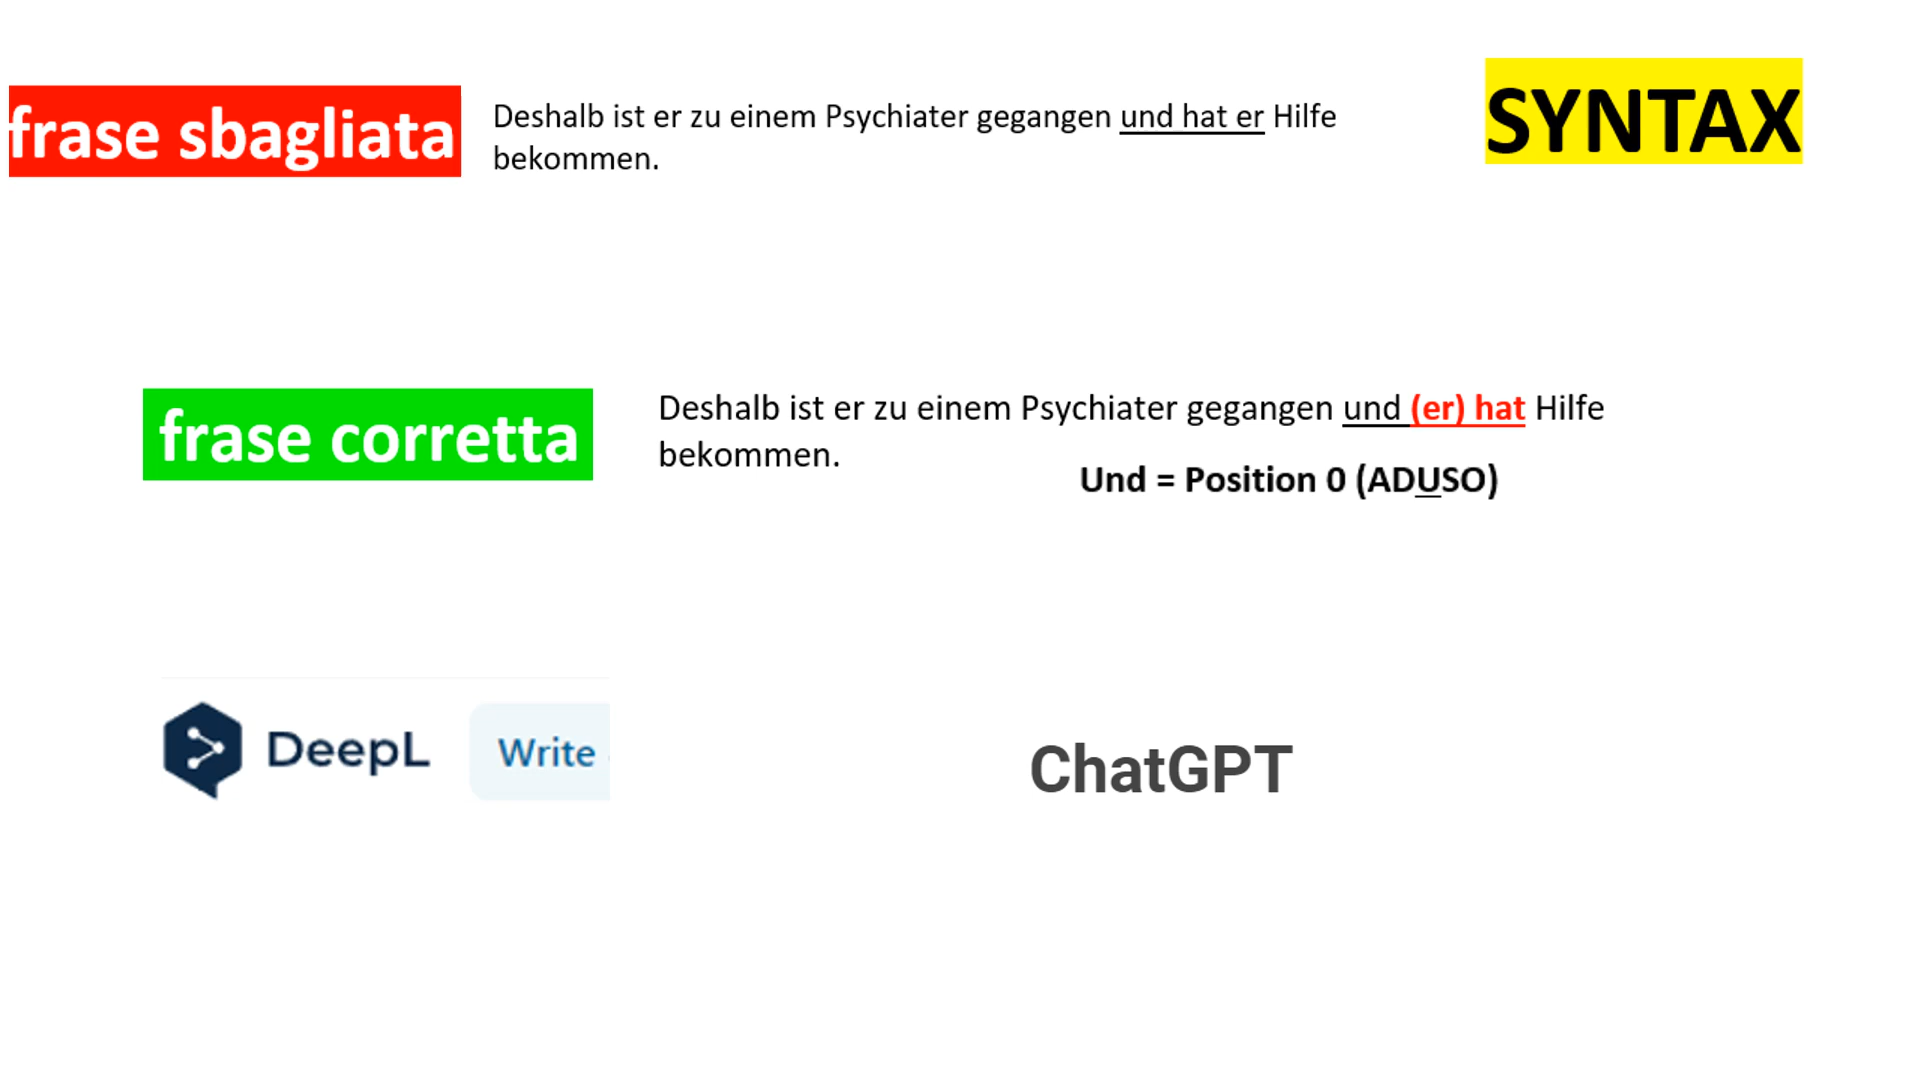 frase sbagliata
Deshalb ist er zu einem Psychiater gegangen und hat er Hilfe
bekommen.
SYNTAX
frase corretta
Deshalb ist er zu einem Psychiater gegangen und (er) hat Hilfe
bekommen.
Und = Position 0 (ADUSO)
DeepL
Write
ChatGPT